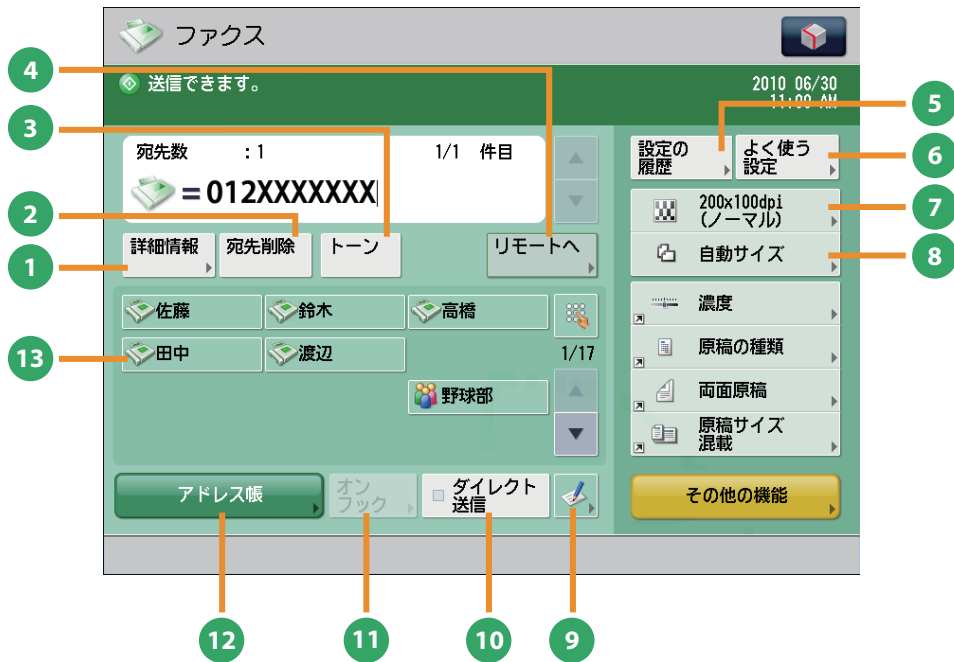 ファクス
送信できます。
2010 06/30
11:00 AM
宛先数 :1 1/1 件目
=012XXXXXXX
詳細情報
宛先削除
トーン
リモートへ
佐藤
鈴木
高橋
田中
渡辺
1/17
野球部
アドレス帳
オン
フック
ダイレクト
送信
設定の
履歴
よく使う
設定
200x100dpi
(ノーマル)
自動サイズ
濃度
原稿の種類
両面原稿
原稿サイズ
混載
その他の機能
4
3
2
1
13
5
6
7
8
12
11
10
9